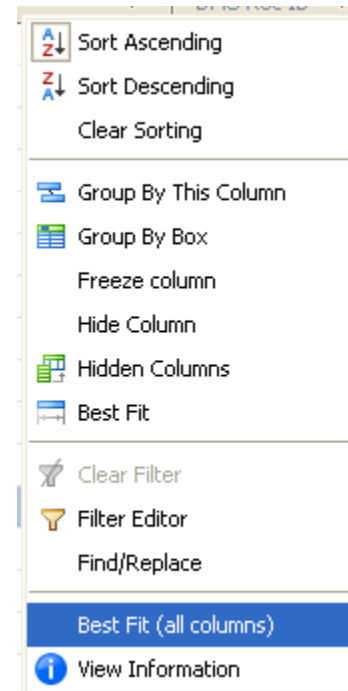 Sort Ascending
Sort Descending
Clear Sorting
Group By This Column
Group By Box
Freeze column
Hide Column
Hidden Columns
Best Fit
Clear Filter
Filter Editor
Find/Replace
Best Fit (all columns)
View Information